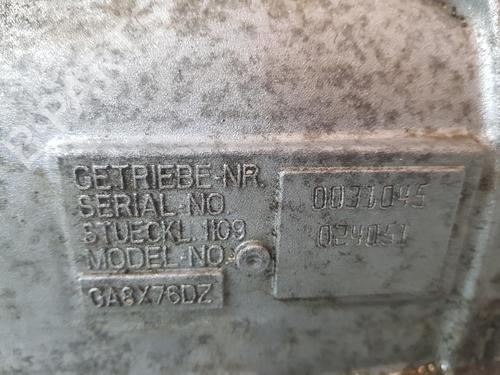 GETRIEBE-NR.
SERIAL-NO.
STUECKL. 1109
MODEL-NO.
GA8X76DZ
0031045
024051